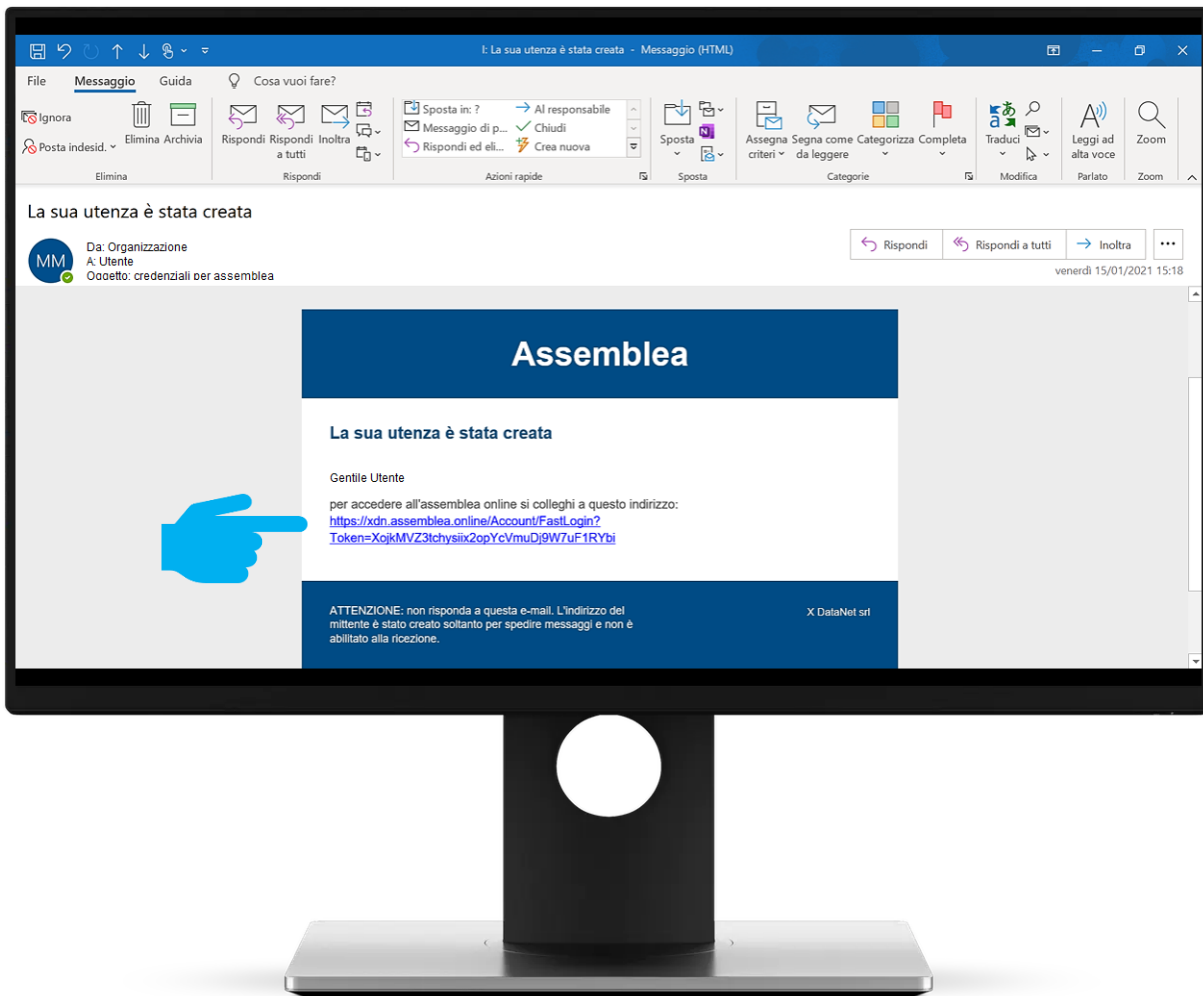 I: La sua utenza è stata creata - Messaggio (HTML)
File Messaggio Guida Cosa vuoi fare?
Ignora
Posta indesid.
Elimina Archivia
Elimina
Rispondi Rispondi a tutti Inoltra
Rispondi
Sposta in: ? Al responsabile
Messaggio di p... Chiudi
Rispondi ed eli... Crea nuova
Azioni rapide
Sposta
Sposta
Assegna criteri Segna come da leggere Categorizza Completa
Categorie
Traduci
Modifica
Leggi ad alta voce
Parlato
Zoom
Zoom
La sua utenza è stata creata
MM
Da: Organizzazione
A: Utente
Oggetto: credenziali per assemblea
Rispondi Rispondi a tutti Inoltra
venerdì 15/01/2021 15:18
Assemblea
La sua utenza è stata creata
Gentile Utente
per accedere all'assemblea online si colleghi a questo indirizzo:
https://xdn.assemblea.online/Account/FastLogin?
Token=XojkMVZ3tchysiix2opYcVmuDj9W7uF1RYbi
ATTENZIONE: non risponda a questa e-mail. L'indirizzo del
mittente è stato creato soltanto per spedire messaggi e non è
abilitato alla ricezione.
X DataNet srl